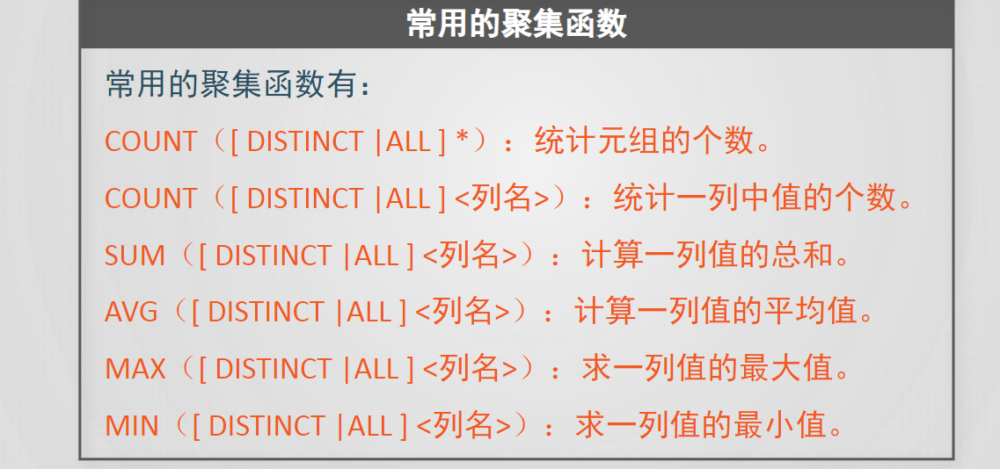 常用的聚集函数
常用的聚集函数有：
COUNT（[ DISTINCT |ALL ] *）：统计元组的个数。
COUNT（[ DISTINCT |ALL ] <列名>）：统计一列中值的个数。
SUM（[ DISTINCT |ALL ] <列名>）：计算一列值的总和。
AVG（[ DISTINCT |ALL ] <列名>）：计算一列值的平均值。
MAX（[ DISTINCT |ALL ] <列名>）：求一列值的最大值。
MIN（[ DISTINCT |ALL ] <列名>）：求一列值的最小值。